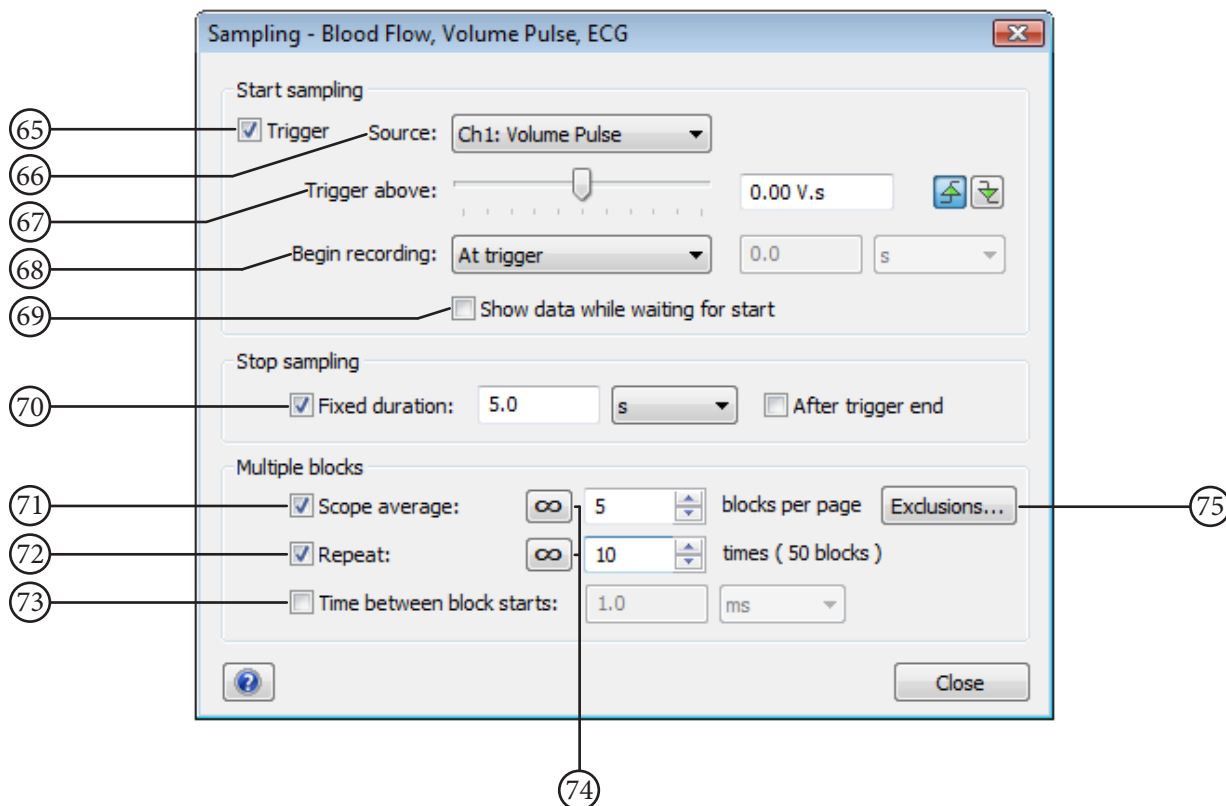 Sampling - Blood Flow, Volume Pulse, ECG
Start sampling
65 Trigger Source: Ch1: Volume Pulse
66
67 Trigger above: 0.00 V.s
68 Begin recording: At trigger 0.0 s
69 Show data while waiting for start
Stop sampling
70 Fixed duration: 5.0 s After trigger end
Multiple blocks
71 Scope average: ∞ 5 blocks per page Exclusions... 75
72 Repeat: ∞ 10 times ( 50 blocks )
73 Time between block starts: 1.0 ms
? Close
74